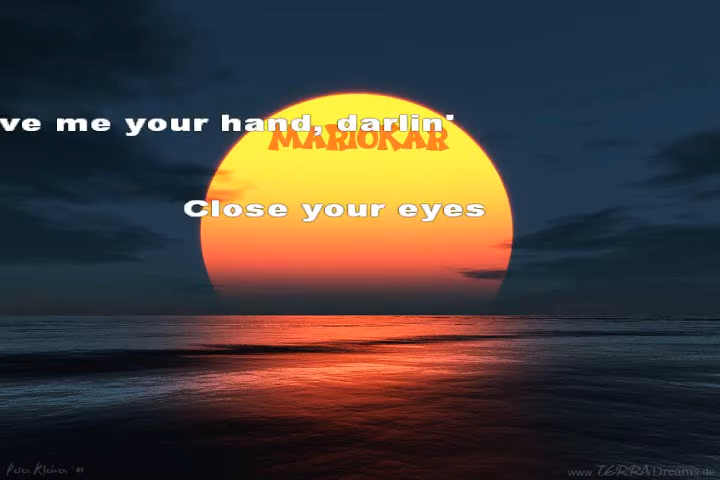 ve me your hand, darlin'
MARIOKAR
Close your eyes
Peter Kleiner '01
www.TERRADreams.de